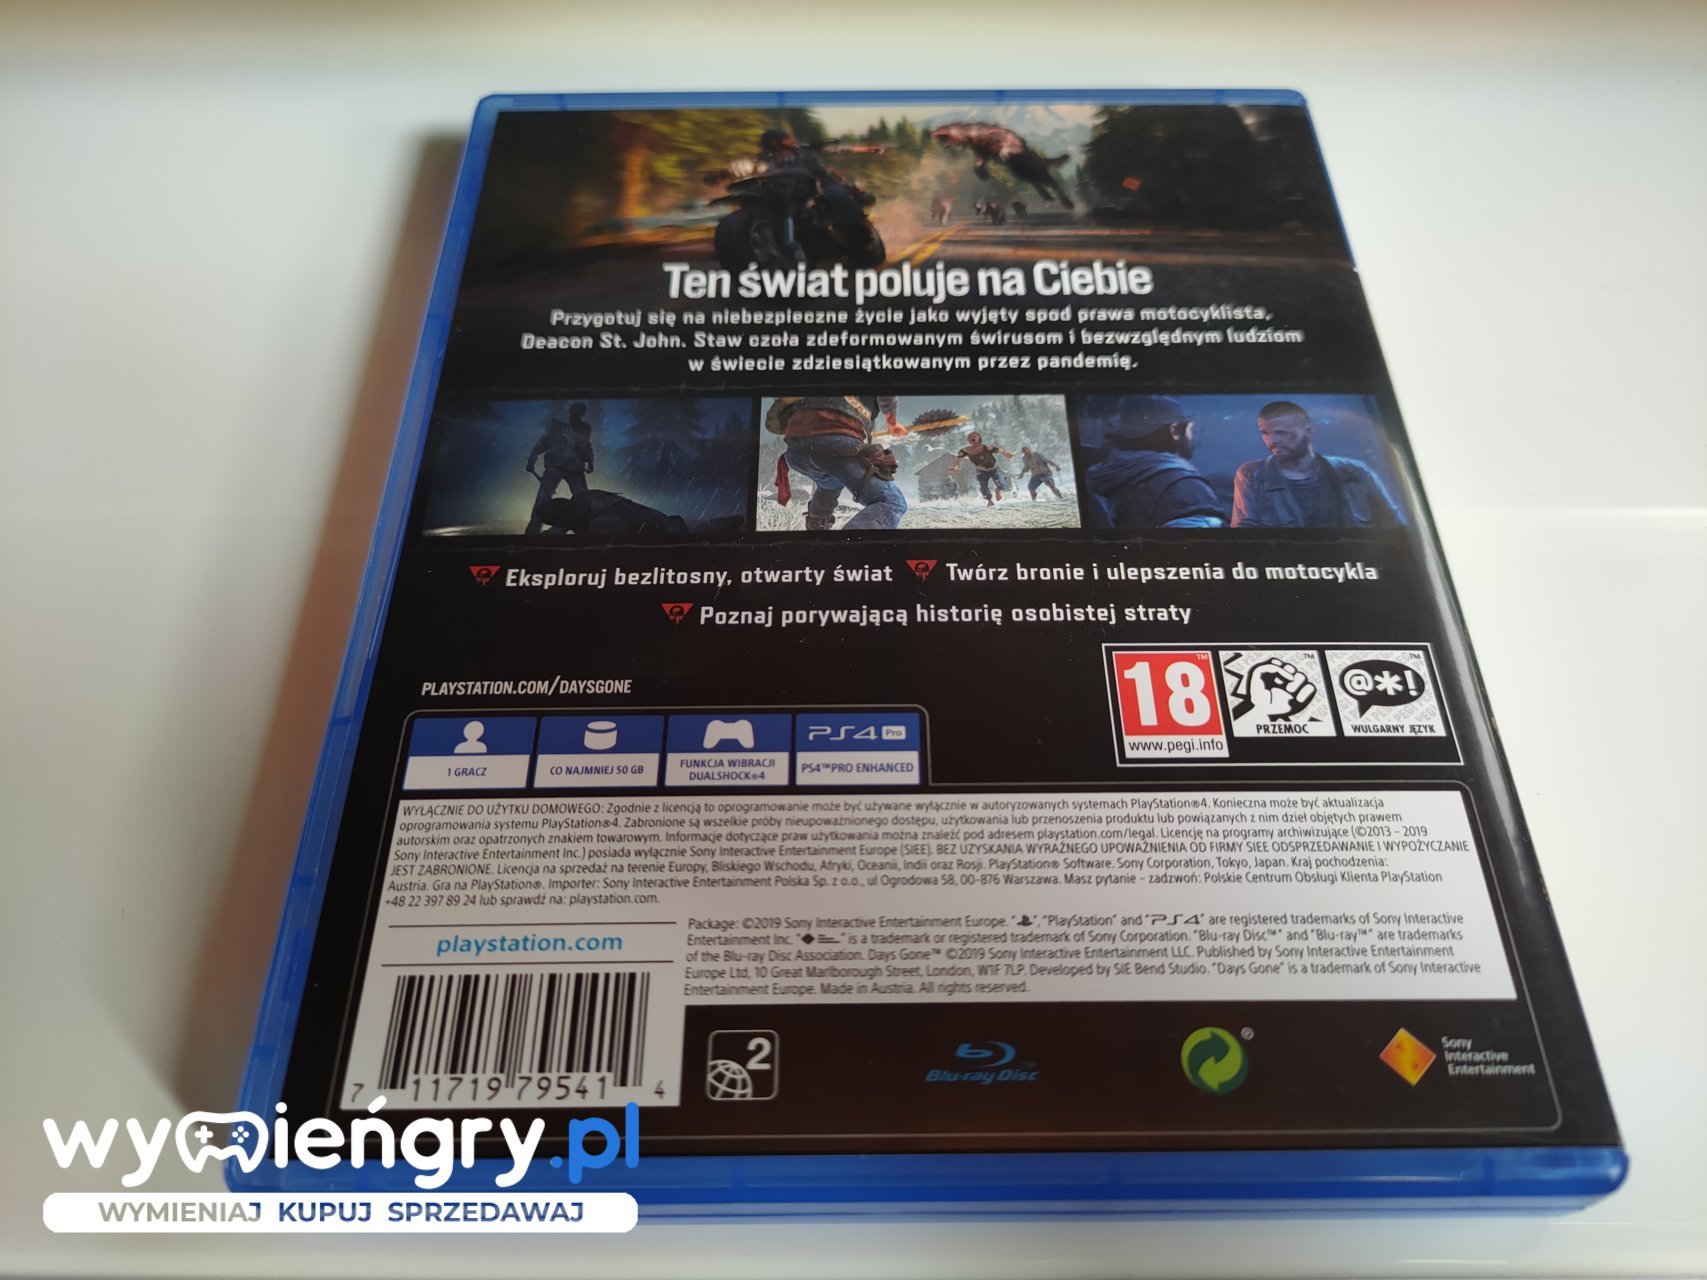 Ten świat poluje na Ciebie
Przygotuj się na niebezpieczne życie jako wyjęty spod prawa motocyklista,
Deacon St. John. Staw czoła zdeformowanym świrusom i bezwzględnym ludziom
w świecie zdziesiątkowanym przez pandemię.
Eksploruj bezlitosny, otwarty świat Twórz bronie i ulepszenia do motocykla
Poznaj porywającą historię osobistej straty
PLAYSTATION.COM/DAYSGONE
18
www.pegi.info
PRZEMOC
@*!
WULGARNY JĘZYK
1 GRACZ
CO NAJMNIEJ 50 GB
FUNKCJA WIBRACJI
DUALSHOCK®4
PS4 Pro
PS4™PRO ENHANCED
WYŁĄCZNIE DO UŻYTKU DOMOWEGO: Zgodnie z licencją to oprogramowanie może być używane wyłącznie w autoryzowanych systemach PlayStation®4. Konieczna może być aktualizacja
oprogramowania systemu PlayStation®4. Zabronione są wszelkie próby nieupoważnionego dostępu, użytkowania lub przenoszenia produktu lub powiązanych z nim dzieł objętych prawem
autorskim oraz opatrzonych znakiem towarowym. Informacje dotyczące praw użytkowania można znaleźć pod adresem playstation.com/legal. Licencję na programy archiwizujące (©2013 - 2019
Sony Interactive Entertainment Inc.) posiada wyłącznie Sony Interactive Entertainment Europe (SIEE). BEZ UZYSKANIA WYRAŹNEGO UPOWAŻNIENIA OD FIRMY SIEE ODSPRZEDAWANIE I WYPOŻYCZANIE
JEST ZABRONIONE. Licencja na sprzedaż na terenie Europy, Bliskiego Wschodu, Afryki, Oceanii, Indii oraz Rosji. PlayStation® Software. Sony Corporation, Tokyo, Japan. Kraj pochodzenia:
Austria. Gra na PlayStation®. Importer: Sony Interactive Entertainment Polska Sp. z o.o., ul Ogrodowa 58, 00-876 Warszawa. Masz pytanie – zadzwoń: Polskie Centrum Obsługi Klienta PlayStation
+48 22 397 89 24 lub sprawdź na: playstation.com.
playstation.com
Package: ©2019 Sony Interactive Entertainment Europe. "", "PlayStation" and "PS4" are registered trademarks of Sony Interactive
Entertainment Inc. "" is a trademark or registered trademark of Sony Corporation. "Blu-ray Disc™" and "Blu-ray™" are trademarks
of the Blu-ray Disc Association. Days Gone™ ©2019 Sony Interactive Entertainment LLC. Published by Sony Interactive Entertainment
Europe Ltd, 10 Great Marlborough Street, London, W1F 7LP. Developed by SIE Bend Studio. "Days Gone" is a trademark of Sony Interactive
Entertainment Europe. Made in Austria. All rights reserved.
7 11719 79541 4
2
Blu-ray Disc
Sony
Interactive
Entertainment
wymieńgry.pl
WYMIENIAJ KUPUJ SPRZEDAWAJ